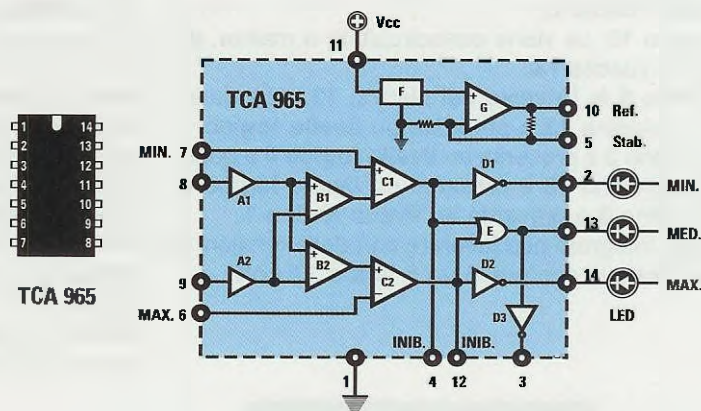 Vcc
11
TCA 965
F
+
−
G
10 Ref.
5 Stab.
MIN. 7
8
A1
+
−
B1
+
−
C1
D1
2
MIN.
E
13
MED.
9
A2
+
−
B2
+
−
C2
D2
14
MAX.
MAX. 6
D3
LED
INIB.
INIB.
1
4
12
3
1 14
2 13
3 12
4 11
5 10
6 9
7 8
TCA 965